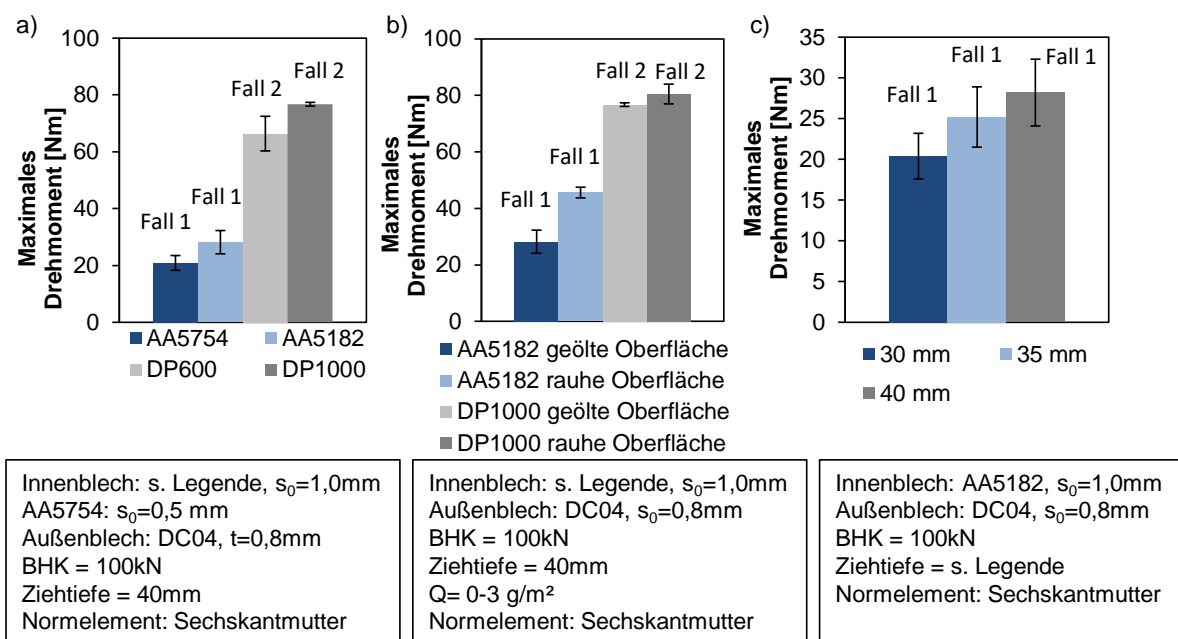 a)
Maximales
Drehmoment [Nm]
100
80
60
40
20
0
Fall 1
Fall 1
Fall 2
Fall 2
AA5754
AA5182
DP600
DP1000
Innenblech: s. Legende, s₀=1,0mm
AA5754: s₀=0,5 mm
Außenblech: DC04, t=0,8mm
BHK = 100kN
Ziehtiefe = 40mm
Normelement: Sechskantmutter
b)
Maximales
Drehmoment [Nm]
100
80
60
40
20
0
Fall 1
Fall 1
Fall 2
Fall 2
AA5182 geölte Oberfläche
AA5182 rauhe Oberfläche
DP1000 geölte Oberfläche
DP1000 rauhe Oberfläche
Innenblech: s. Legende, s₀=1,0mm
Außenblech: DC04, s₀=0,8mm
BHK = 100kN
Ziehtiefe = 40mm
Q= 0-3 g/m²
Normelement: Sechskantmutter
c)
Maximales
Drehmoment [Nm]
35
30
25
20
15
10
5
0
Fall 1
Fall 1
Fall 1
30 mm
35 mm
40 mm
Innenblech: AA5182, s₀=1,0mm
Außenblech: DC04, s₀=0,8mm
BHK = 100kN
Ziehtiefe = s. Legende
Normelement: Sechskantmutter